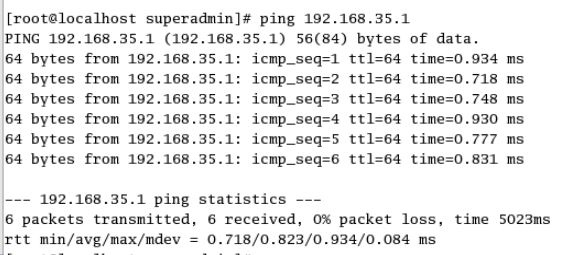 [root@localhost superadmin]# ping 192.168.35.1
PING 192.168.35.1 (192.168.35.1) 56(84) bytes of data.
64 bytes from 192.168.35.1: icmp_seq=1 ttl=64 time=0.934 ms
64 bytes from 192.168.35.1: icmp_seq=2 ttl=64 time=0.718 ms
64 bytes from 192.168.35.1: icmp_seq=3 ttl=64 time=0.748 ms
64 bytes from 192.168.35.1: icmp_seq=4 ttl=64 time=0.930 ms
64 bytes from 192.168.35.1: icmp_seq=5 ttl=64 time=0.777 ms
64 bytes from 192.168.35.1: icmp_seq=6 ttl=64 time=0.831 ms
--- 192.168.35.1 ping statistics ---
6 packets transmitted, 6 received, 0% packet loss, time 5023ms
rtt min/avg/max/mdev = 0.718/0.823/0.934/0.084 ms